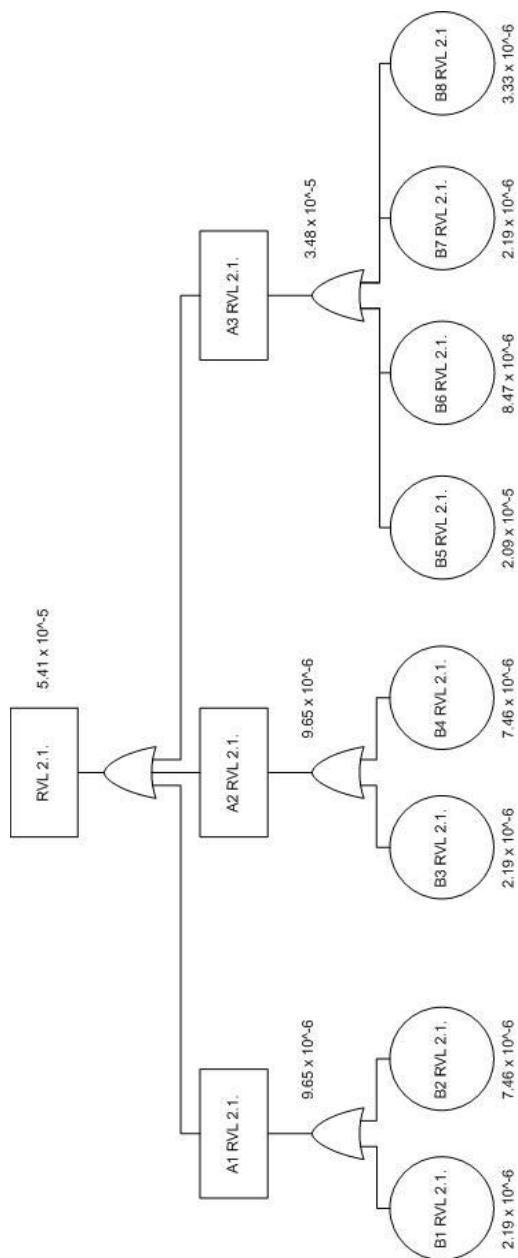 RVL 2.1.
5.41 x 10^-5
A1 RVL 2.1.
9.65 x 10^-6
A2 RVL 2.1.
9.65 x 10^-6
A3 RVL 2.1.
3.48 x 10^-5
B1 RVL 2.1.
B2 RVL 2.1.
B3 RVL 2.1.
B4 RVL 2.1.
B5 RVL 2.1.
B6 RVL 2.1.
B7 RVL 2.1.
B8 RVL 2.1
2.19 x 10^-6
7.46 x 10^-6
2.19 x 10^-6
7.46 x 10^-6
2.09 x 10^-5
8.47 x 10^-6
2.19 x 10^-6
3.33 x 10^-6